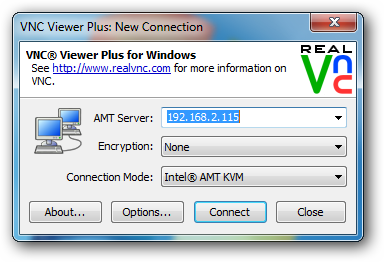 VNC Viewer Plus: New Connection
VNC® Viewer Plus for Windows
See http://www.realvnc.com for more information on
VNC.
REAL
VNC
AMT Server: 192.168.2.115
Encryption: None
Connection Mode: Intel® AMT KVM
About... Options... Connect Close